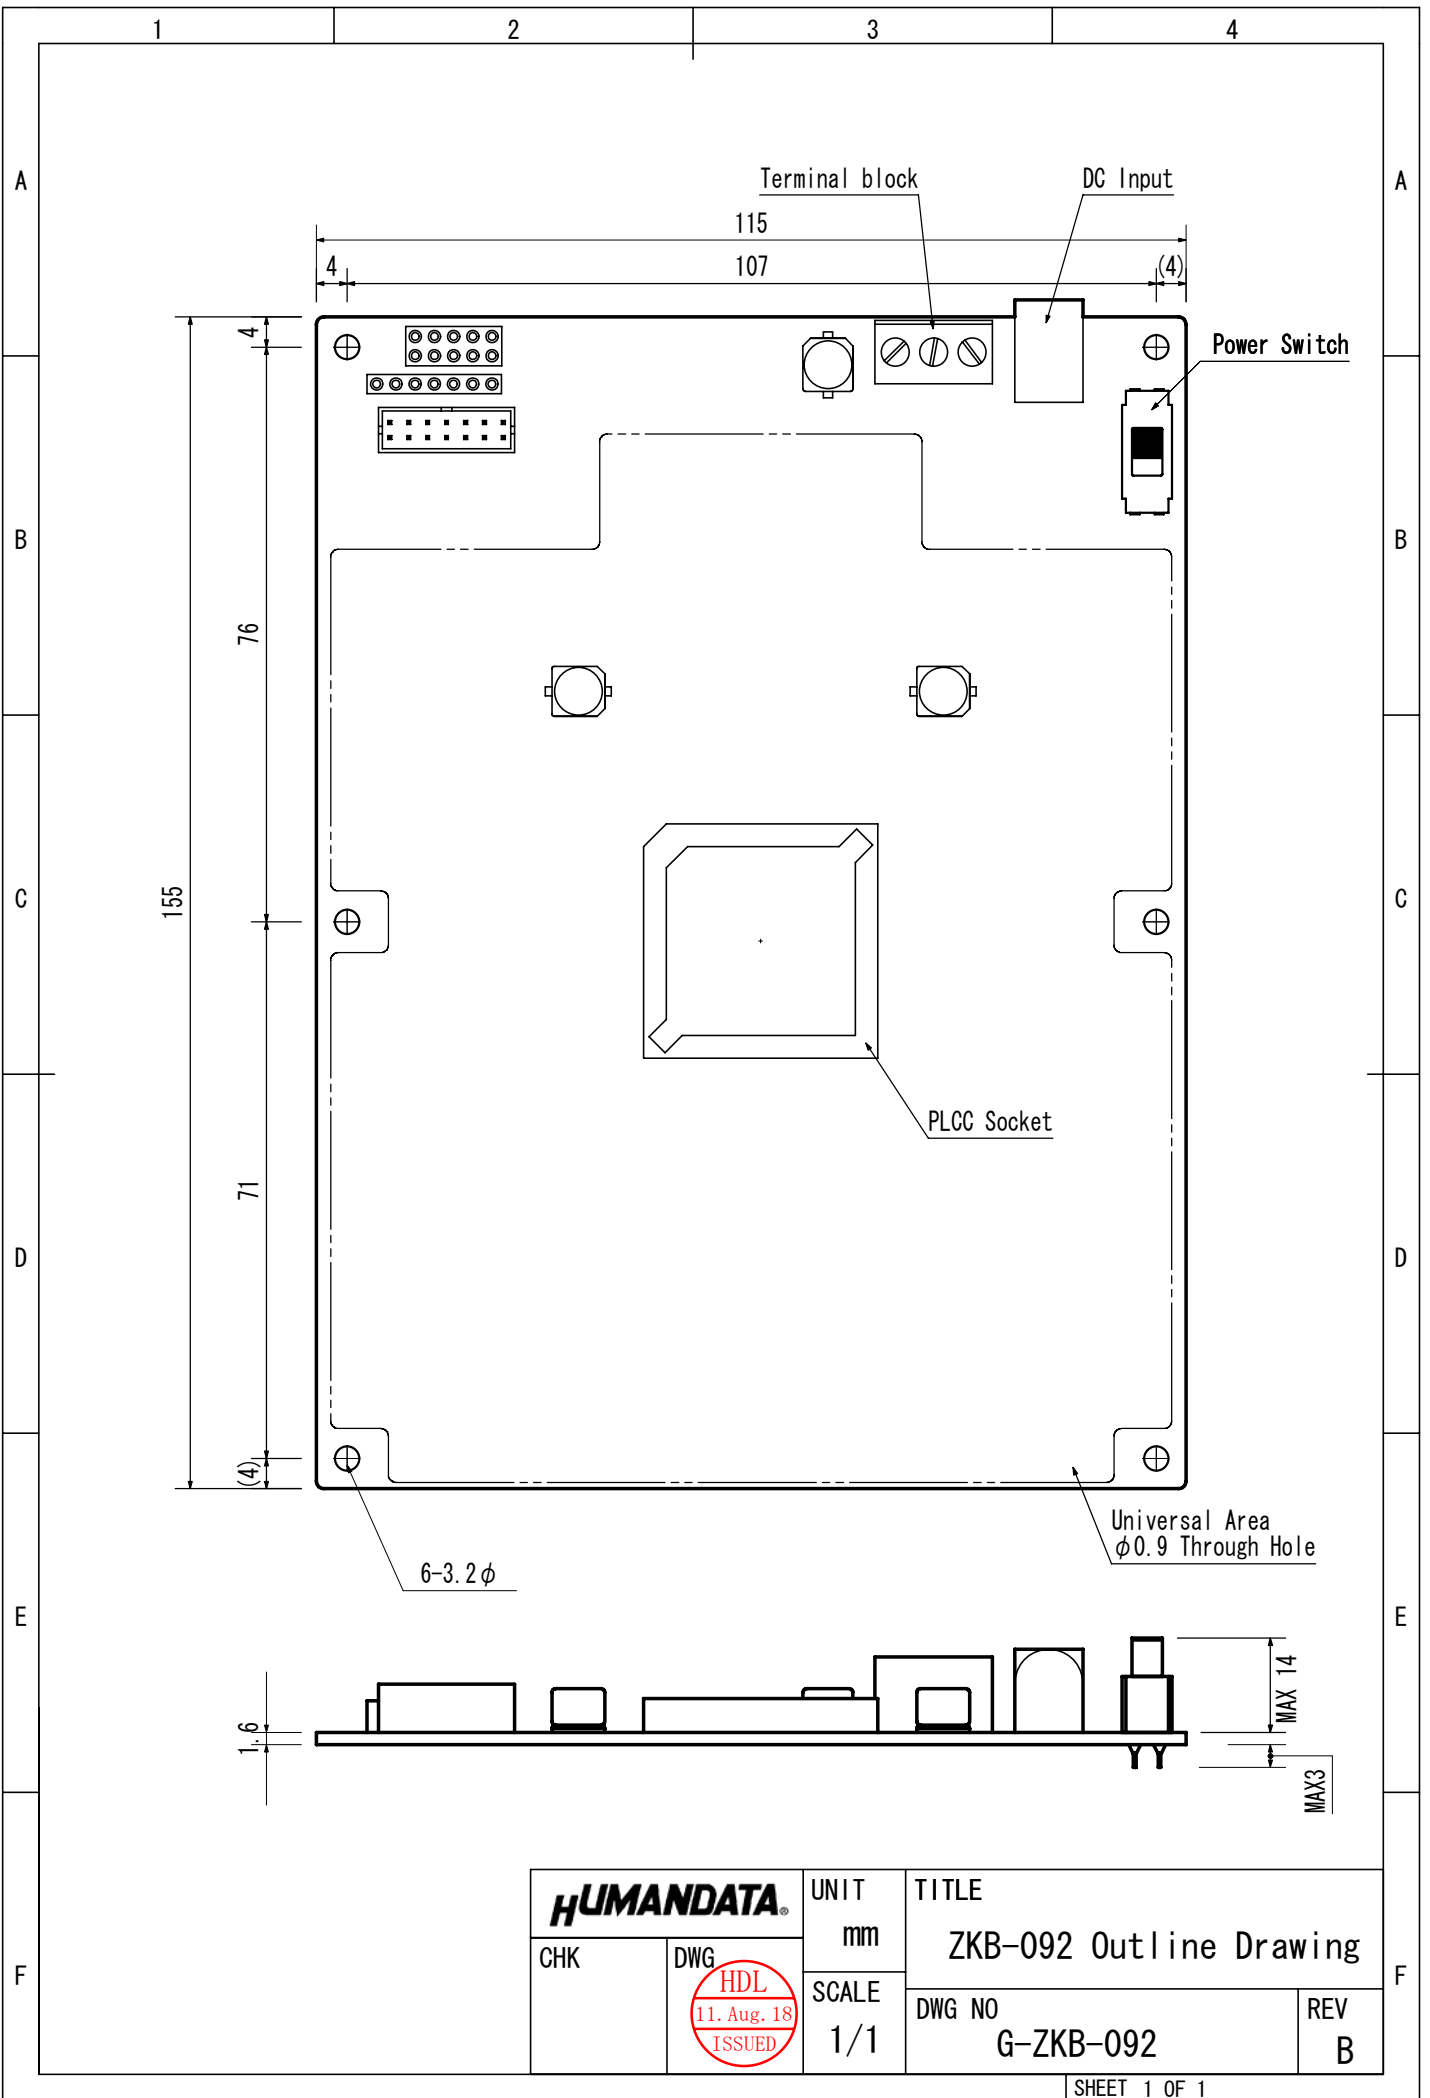 1 2 3 4
A A
Terminal block DC Input
115
4 107 (4)
4
Power Switch
B B
76
C 155 C
PLCC Socket
71
D D
(4)
Universal Area
φ0.9 Through Hole
6-3.2φ
E E
MAX 14
1.6
MAX3
HUMANDATA®
UNIT
mm
TITLE
ZKB-092 Outline Drawing
CHK
DWG
HDL
11.Aug.18
ISSUED
SCALE
1/1
DWG NO
G-ZKB-092
REV
B
F F
SHEET 1 OF 1